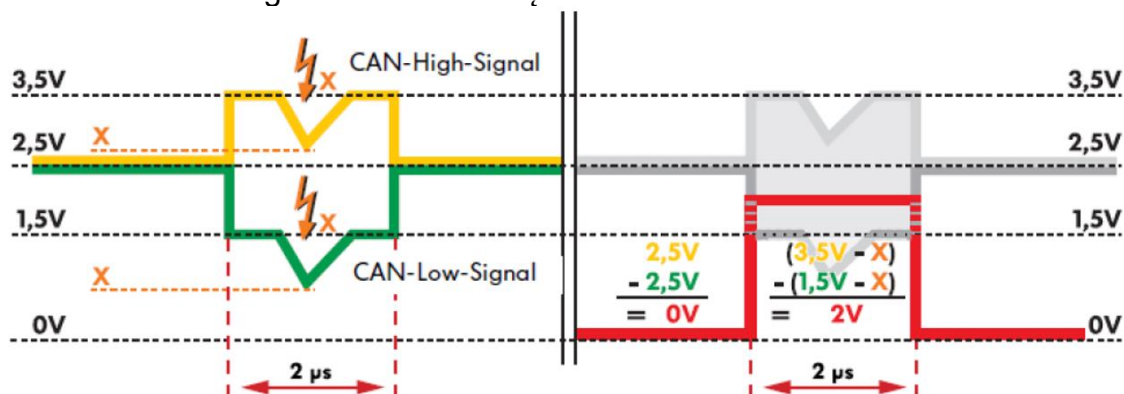 CAN-High-Signal
X
3,5V
3,5V
X
2,5V
2,5V
X
1,5V
1,5V
CAN-Low-Signal
X
2,5V
- 2,5V
= 0V
(3,5V - X)
- (1,5V - X)
= 2V
0V
0V
2 µs
2 µs